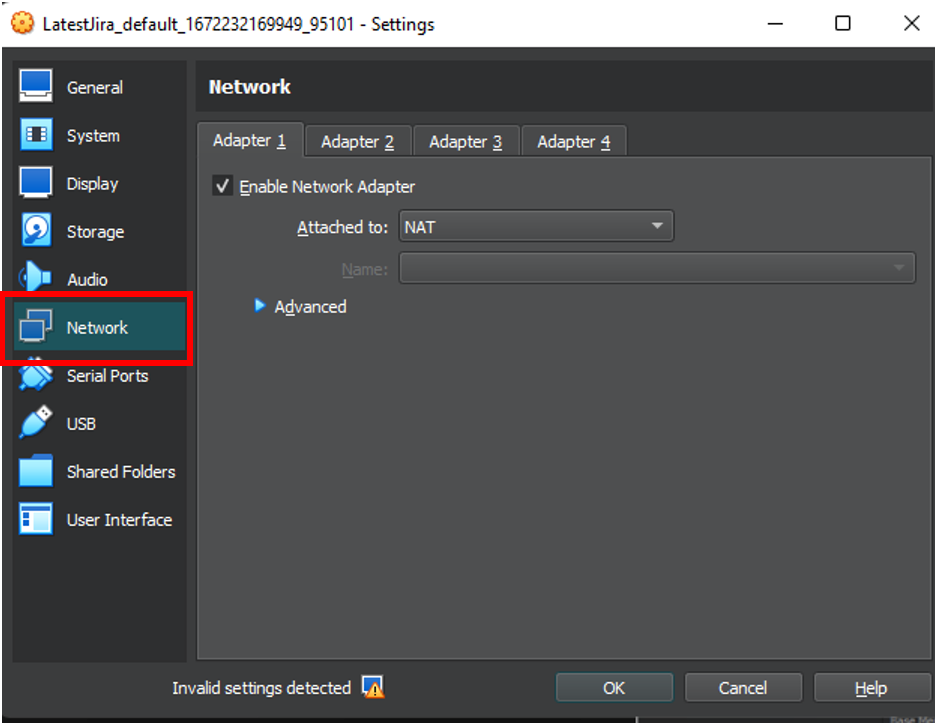 LatestJira_default_1672232169949_95101 - Settings
General
System
Display
Storage
Audio
Network
Serial Ports
USB
Shared Folders
User Interface
Network
Adapter 1 Adapter 2 Adapter 3 Adapter 4
Enable Network Adapter
Attached to: NAT
Name:
Advanced
Invalid settings detected
OK Cancel Help